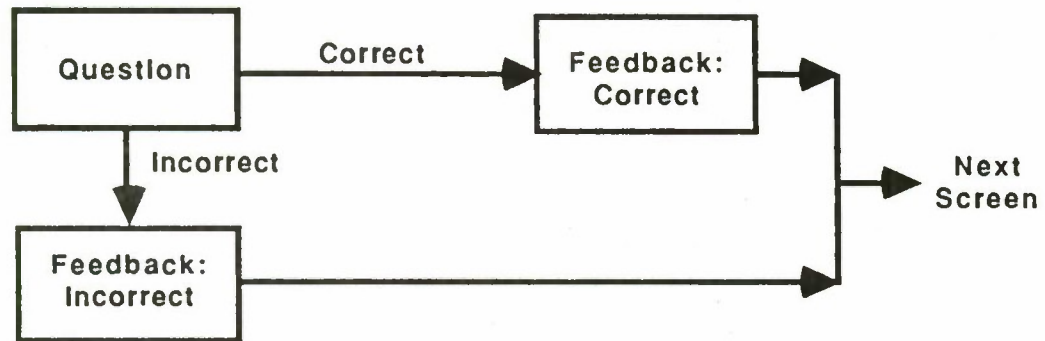 Question
Correct
Feedback:
Correct
Incorrect
Next
Screen
Feedback:
Incorrect